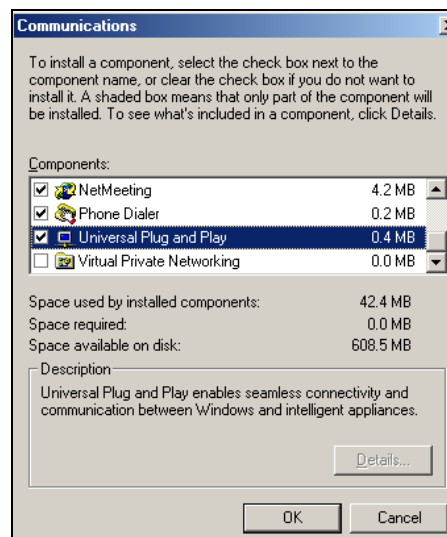 Communications
To install a component, select the check box next to the
component name, or clear the check box if you do not want to
install it. A shaded box means that only part of the component will
be installed. To see what's included in a component, click Details.
Components:
NetMeeting 4.2 MB
Phone Dialer 0.2 MB
Universal Plug and Play 0.4 MB
Virtual Private Networking 0.0 MB
Space used by installed components: 42.4 MB
Space required: 0.0 MB
Space available on disk: 608.5 MB
Description
Universal Plug and Play enables seamless connectivity and
communication between Windows and intelligent appliances.
Details...
OK Cancel